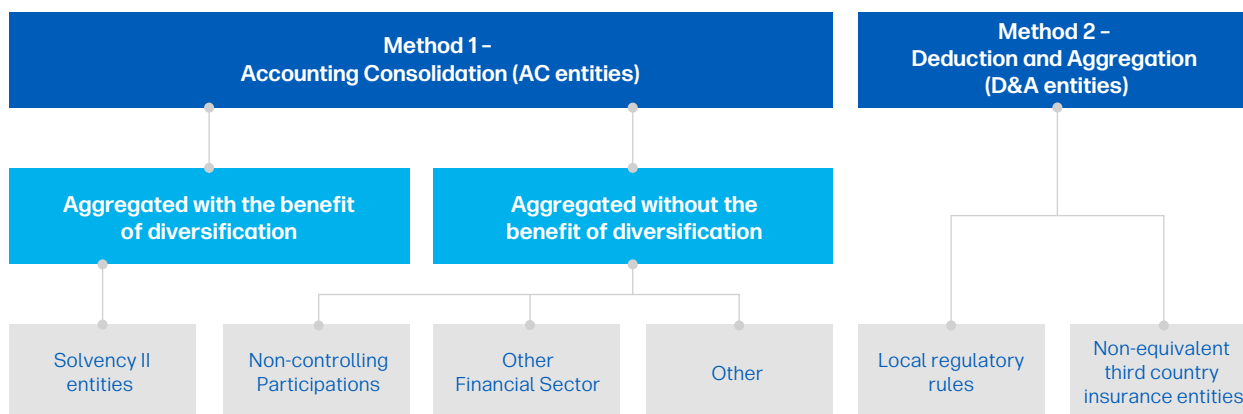 Method 1 –
Accounting Consolidation (AC entities)
Method 2 –
Deduction and Aggregation
(D&A entities)
Aggregated with the benefit
of diversification
Aggregated without the
benefit of diversification
Solvency II
entities
Non-controlling
Participations
Other
Financial Sector
Other
Local regulatory
rules
Non-equivalent
third country
insurance entities